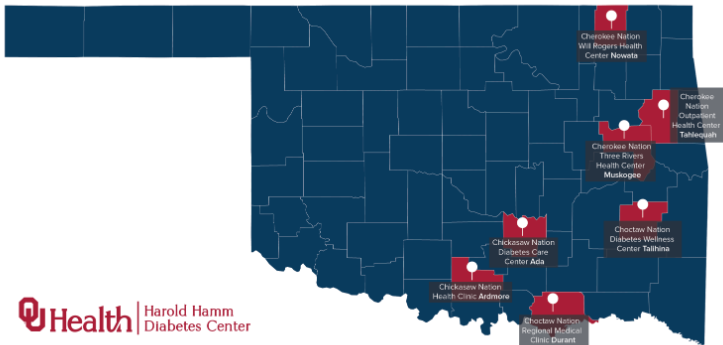 Cherokee Nation
Will Rogers Health
Center Nowata
Cherokee
Nation
Outpatient
Health Center
Tahlequah
Cherokee Nation
Three Rivers
Health Center
Muskogee
Choctaw Nation
Diabetes Wellness
Center Talihina
Chickasaw Nation
Diabetes Care
Center Ada
Chickasaw Nation
Health Clinic Ardmore
Choctaw Nation
Regional Medical
Clinic Durant
OU Health
Harold Hamm
Diabetes Center